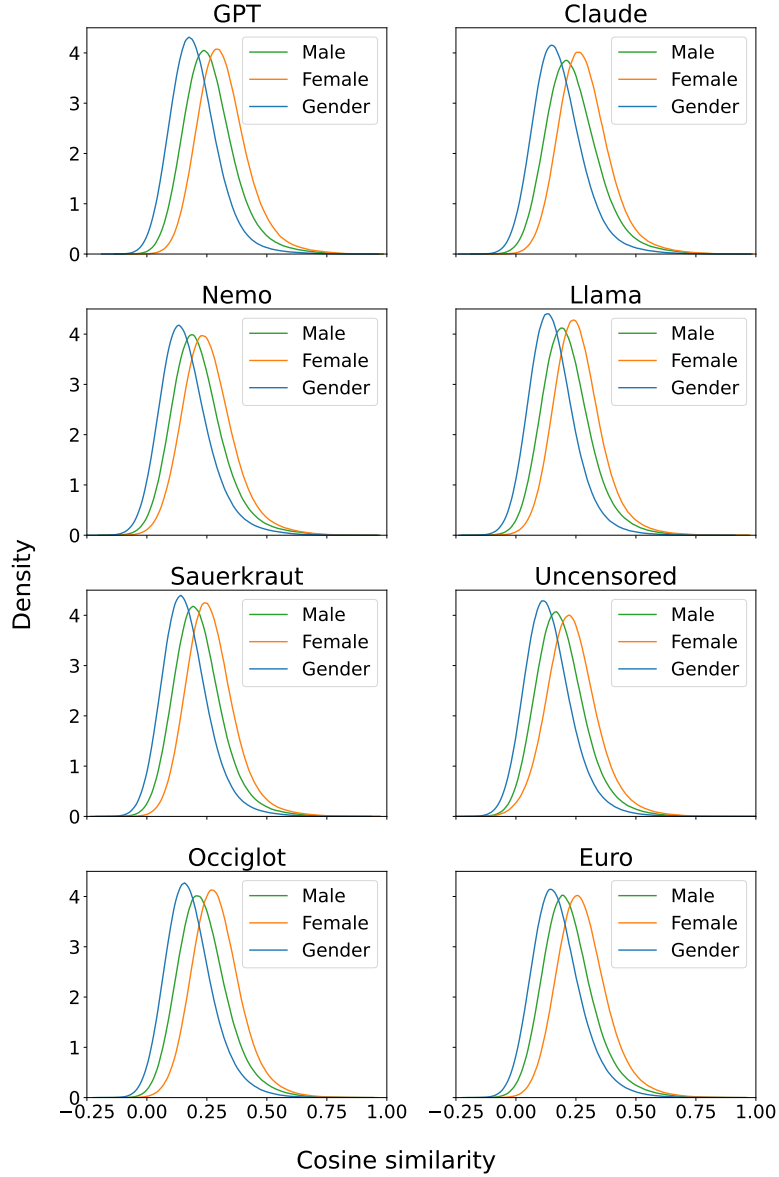 GPT
Claude
Male
Female
Gender
4
3
2
1
0
Male
Female
Gender
Nemo
Llama
Male
Female
Gender
4
3
2
1
0
Male
Female
Gender
Density
Sauerkraut
Uncensored
Male
Female
Gender
4
3
2
1
0
Male
Female
Gender
Occiglot
Euro
Male
Female
Gender
4
3
2
1
0
Male
Female
Gender
−0.25 0.00 0.25 0.50 0.75 1.00
−0.25 0.00 0.25 0.50 0.75 1.00
Cosine similarity